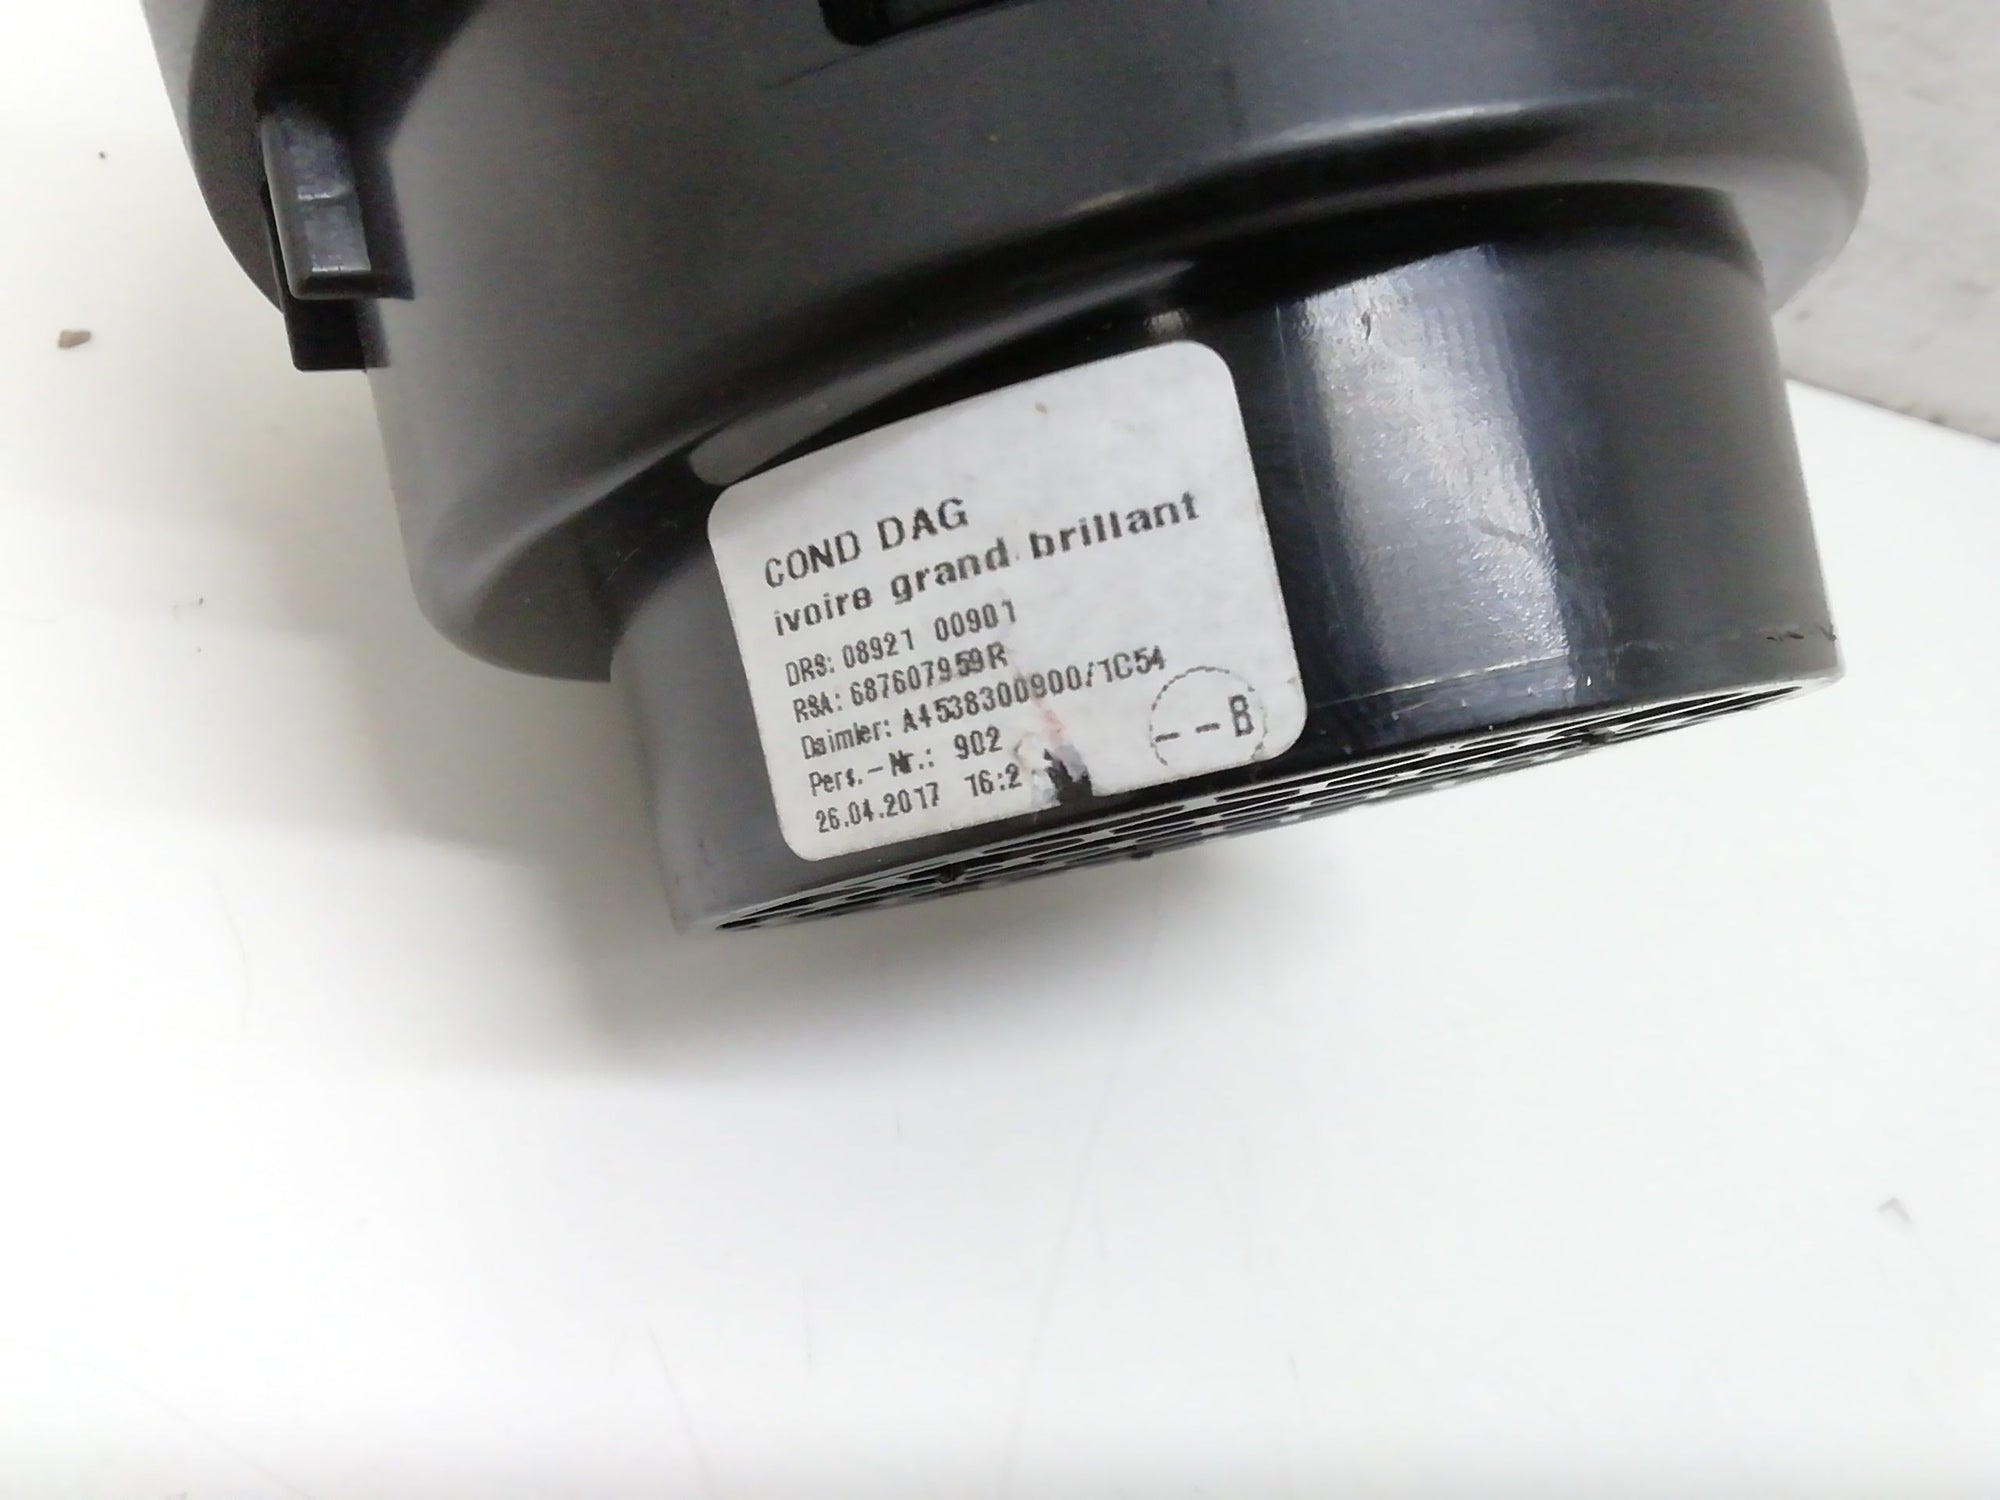 COND DAG
ivoire grand brillant
DRS: 08921 00901
RSA: 687607959R
Daimler: A4538300900/1C54
Pers.-Nr.: 902
--B
26.04.2017 16:2